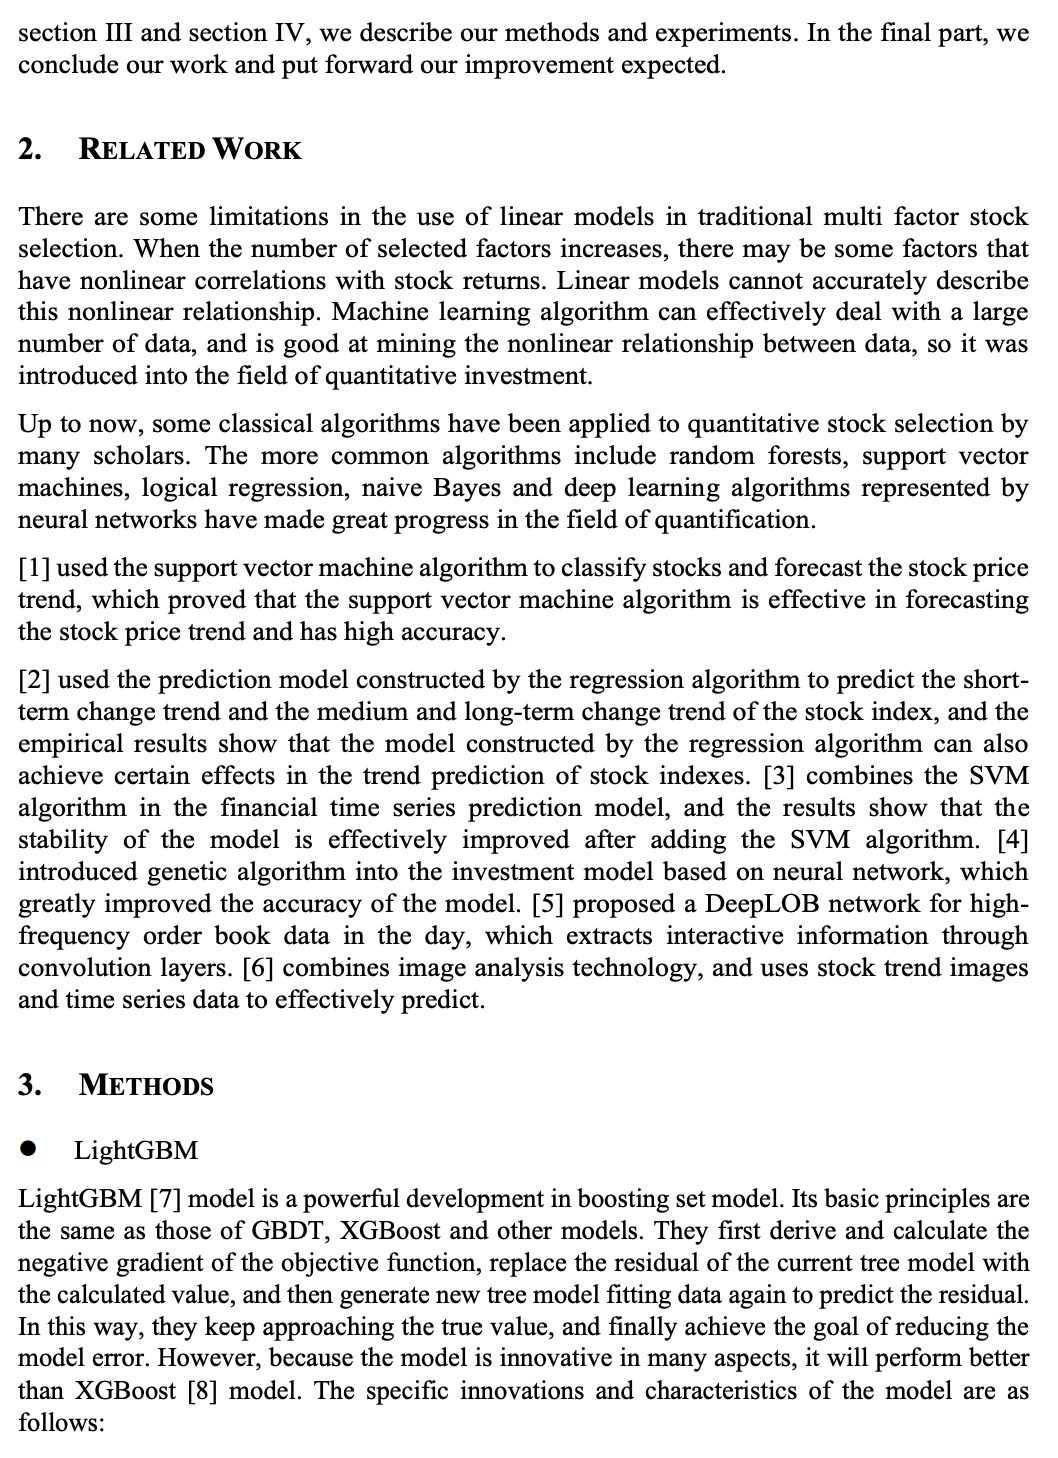 section III and section IV, we describe our methods and experiments. In the final part, we
conclude our work and put forward our improvement expected.
2. RELATED WORK
There are some limitations in the use of linear models in traditional multi factor stock
selection. When the number of selected factors increases, there may be some factors that
have nonlinear correlations with stock returns. Linear models cannot accurately describe
this nonlinear relationship. Machine learning algorithm can effectively deal with a large
number of data, and is good at mining the nonlinear relationship between data, so it was
introduced into the field of quantitative investment.
Up to now, some classical algorithms have been applied to quantitative stock selection by
many scholars. The more common algorithms include random forests, support vector
machines, logical regression, naive Bayes and deep learning algorithms represented by
neural networks have made great progress in the field of quantification.
[1] used the support vector machine algorithm to classify stocks and forecast the stock price
trend, which proved that the support vector machine algorithm is effective in forecasting
the stock price trend and has high accuracy.
[2] used the prediction model constructed by the regression algorithm to predict the short-
term change trend and the medium and long-term change trend of the stock index, and the
empirical results show that the model constructed by the regression algorithm can also
achieve certain effects in the trend prediction of stock indexes. [3] combines the SVM
algorithm in the financial time series prediction model, and the results show that the
stability of the model is effectively improved after adding the SVM algorithm. [4]
introduced genetic algorithm into the investment model based on neural network, which
greatly improved the accuracy of the model. [5] proposed a DeepLOB network for high-
frequency order book data in the day, which extracts interactive information through
convolution layers. [6] combines image analysis technology, and uses stock trend images
and time series data to effectively predict.
3. METHODS
● LightGBM
LightGBM [7] model is a powerful development in boosting set model. Its basic principles are
the same as those of GBDT, XGBoost and other models. They first derive and calculate the
negative gradient of the objective function, replace the residual of the current tree model with
the calculated value, and then generate new tree model fitting data again to predict the residual.
In this way, they keep approaching the true value, and finally achieve the goal of reducing the
model error. However, because the model is innovative in many aspects, it will perform better
than XGBoost [8] model. The specific innovations and characteristics of the model are as
follows: